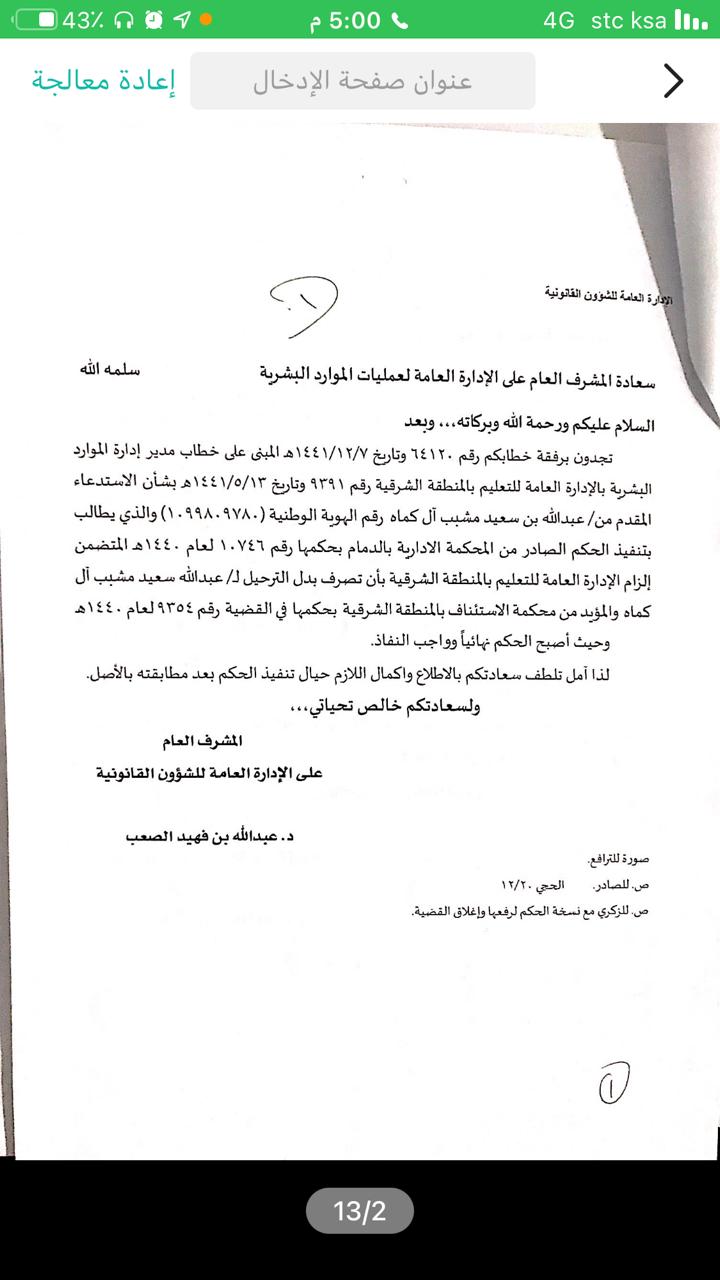 43٪ 5:00 م 4G stc ksa
عنوان صفحة الإدخال
إعادة معالجة
الإدارة العامة للشؤون القانونية
سعادة المشرف العام على الإدارة العامة لعمليات الموارد البشرية سلمه الله
السلام عليكم ورحمة الله وبركاته،،، وبعد
تجدون برفقة خطابكم رقم ٦٤١٢٠ وتاريخ ١٤٤١/١٢/٧هـ المبنى على خطاب مدير إدارة الموارد
البشرية بالإدارة العامة للتعليم بالمنطقة الشرقية رقم ٩٣٩١ وتاريخ ١٤٤١/٥/١٣هـ بشأن الاستدعاء
المقدم من/ عبدالله بن سعيد مشبب آل كماه رقم الهوية الوطنية (١٠٩٩٨٠٩٧٨٠) والذي يطالب
بتنفيذ الحكم الصادر من المحكمة الادارية بالدمام بحكمها رقم ١٠٧٤٦ لعام ١٤٤٠هـ المتضمن
إلزام الإدارة العامة للتعليم بالمنطقة الشرقية بأن تصرف بدل الترحيل لـ/ عبدالله سعيد مشبب آل
كماه والمؤيد من محكمة الاستئناف بالمنطقة الشرقية بحكمها في القضية رقم ٩٣٥٤ لعام ١٤٤٠هـ
وحيث أصبح الحكم نهائياً وواجب النفاذ.
لذا آمل تلطف سعادتكم بالاطلاع واكمال اللازم حيال تنفيذ الحكم بعد مطابقته بالأصل.
ولسعادتكم خالص تحياتي،،،
المشرف العام
على الإدارة العامة للشؤون القانونية
د. عبدالله بن فهيد الصعب
صورة للترافع.
ص. للصادر. الحجي ١٢/٢٠
ص. للزكري مع نسخة الحكم لرفعها وإغلاق القضية.
١
13/2